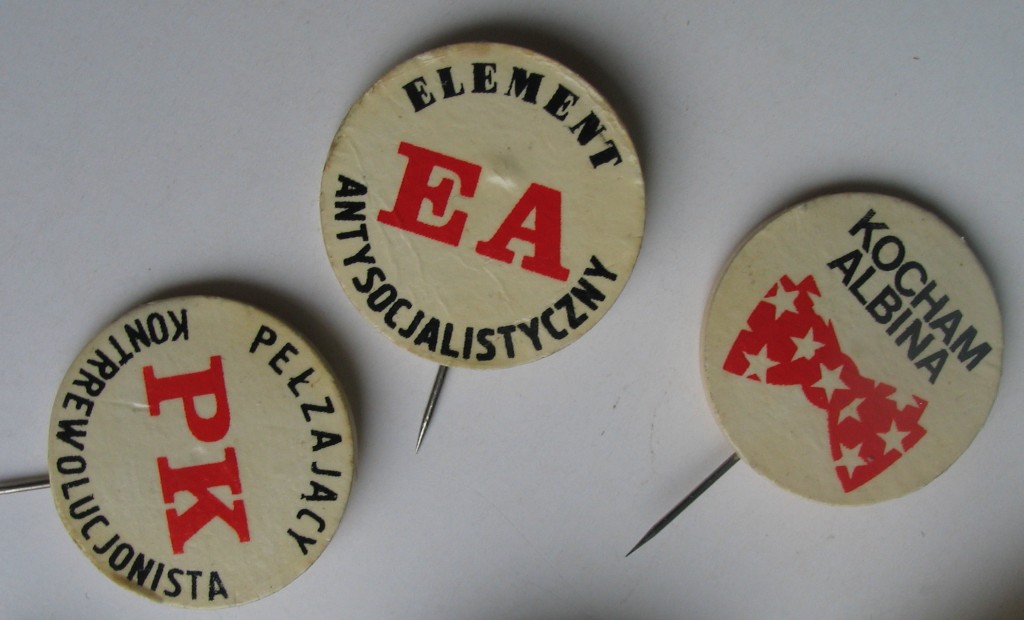 PEŁZAJĄCY
PK
KONTRREWOLUCJONISTA
ELEMENT
EA
ANTYSOCJALISTYCZNY
KOCHAM
ALBINA